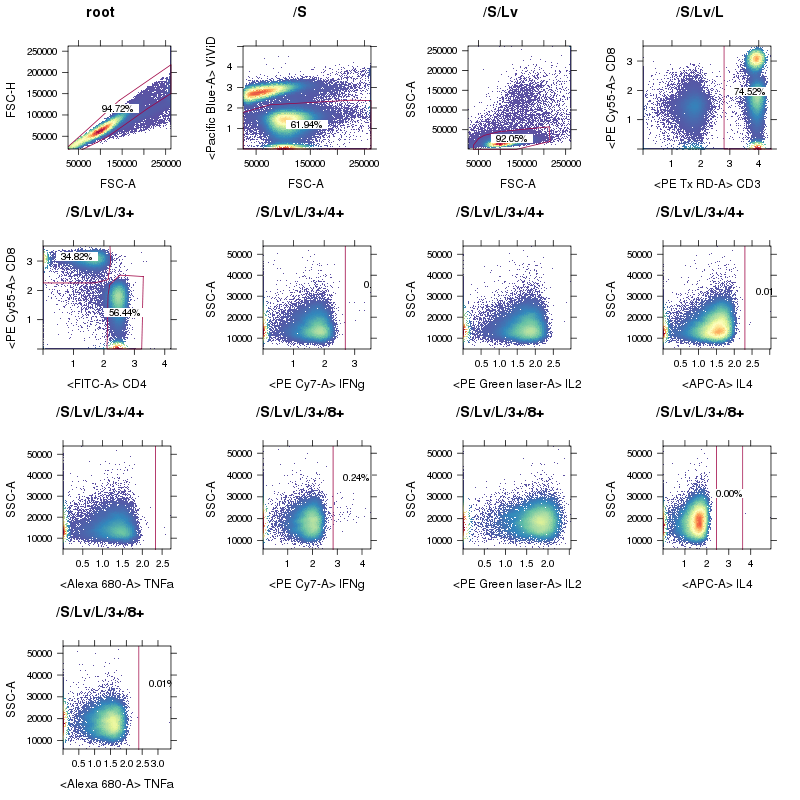 root
FSC-H
250000
200000
150000
100000
50000
94.72%
50000
150000
250000
FSC-A
/S
<Pacific Blue-A> ViViD
4
3
2
1
61.94%
50000
150000
250000
FSC-A
/S/Lv
SSC-A
250000
200000
150000
100000
50000
92.05%
50000
150000
250000
FSC-A
/S/Lv/L
<PE Cy55-A> CD8
3
2
1
74.52%
1
2
3
4
<PE Tx RD-A> CD3
/S/Lv/L/3+
<PE Cy55-A> CD8
3
2
1
34.82%
56.44%
1
2
3
4
<FITC-A> CD4
/S/Lv/L/3+/4+
SSC-A
50000
40000
30000
20000
10000
0.
1
2
3
<PE Cy7-A> IFNg
/S/Lv/L/3+/4+
SSC-A
50000
40000
30000
20000
10000
0.5 1.0 1.5 2.0 2.5
<PE Green laser-A> IL2
/S/Lv/L/3+/4+
SSC-A
50000
40000
30000
20000
10000
0.01
0.5 1.0 1.5 2.0 2.5
<APC-A> IL4
/S/Lv/L/3+/4+
SSC-A
50000
40000
30000
20000
10000
0.5 1.0 1.5 2.0 2.5
<Alexa 680-A> TNFa
/S/Lv/L/3+/8+
SSC-A
50000
40000
30000
20000
10000
0.24%
1
2
3
4
<PE Cy7-A> IFNg
/S/Lv/L/3+/8+
SSC-A
50000
40000
30000
20000
10000
0.5 1.0 1.5 2.0
<PE Green laser-A> IL2
/S/Lv/L/3+/8+
SSC-A
50000
40000
30000
20000
10000
0.00%
1
2
3
4
<APC-A> IL4
/S/Lv/L/3+/8+
SSC-A
50000
40000
30000
20000
10000
0.01%
0.5 1.0 1.5 2.0 2.5 3.0
<Alexa 680-A> TNFa